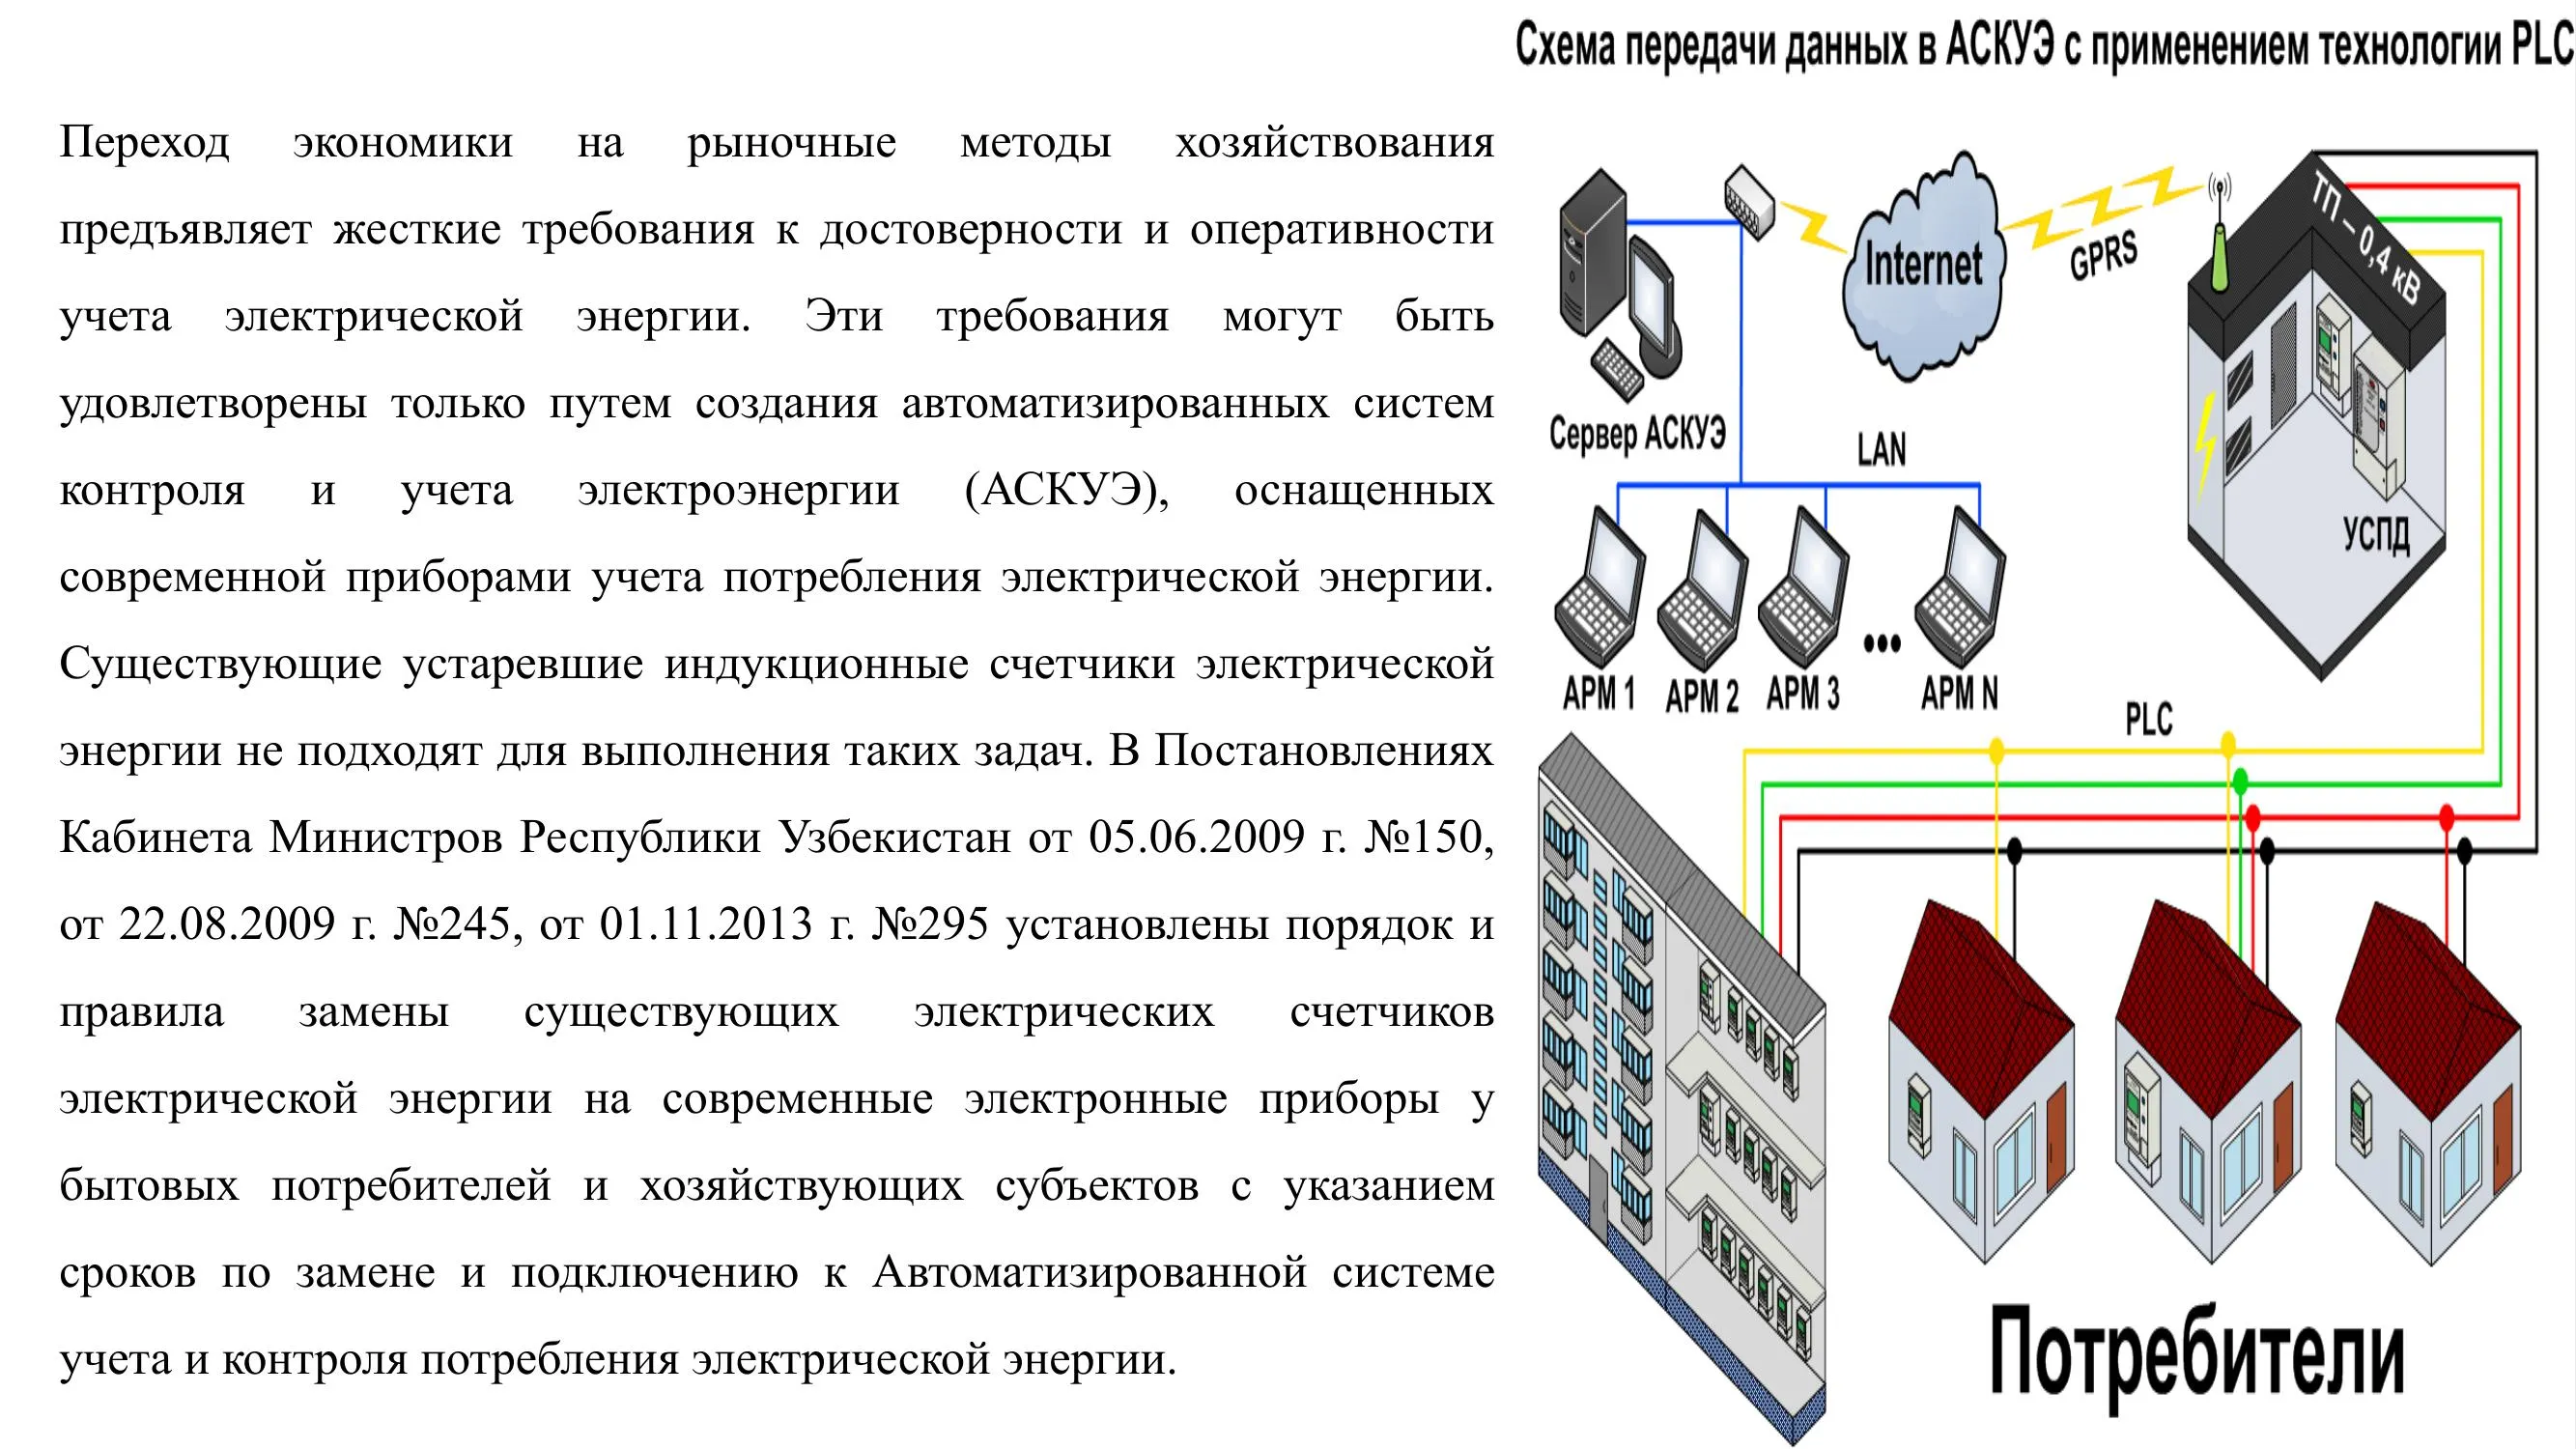 Схема передачи данных в АСКУЭ с применением технологии PLC
Переход экономики на рыночные методы хозяйствования
предъявляет жесткие требования к достоверности и оперативности
учета электрической энергии. Эти требования могут быть
удовлетворены только путем создания автоматизированных систем
контроля и учета электроэнергии (АСКУЭ), оснащенных
современной приборами учета потребления электрической энергии.
Существующие устаревшие индукционные счетчики электрической
энергии не подходят для выполнения таких задач. В Постановлениях
Кабинета Министров Республики Узбекистан от 05.06.2009 г. №150,
от 22.08.2009 г. №245, от 01.11.2013 г. №295 установлены порядок и
правила замены существующих электрических счетчиков
электрической энергии на современные электронные приборы у
бытовых потребителей и хозяйствующих субъектов с указанием
сроков по замене и подключению к Автоматизированной системе
учета и контроля потребления электрической энергии.
Internet
GPRS
ТП – 0,4 кВ
Сервер АСКУЭ
LAN
УСПД
АРМ 1
АРМ 2
АРМ 3
...
АРМ N
PLC
Потребители